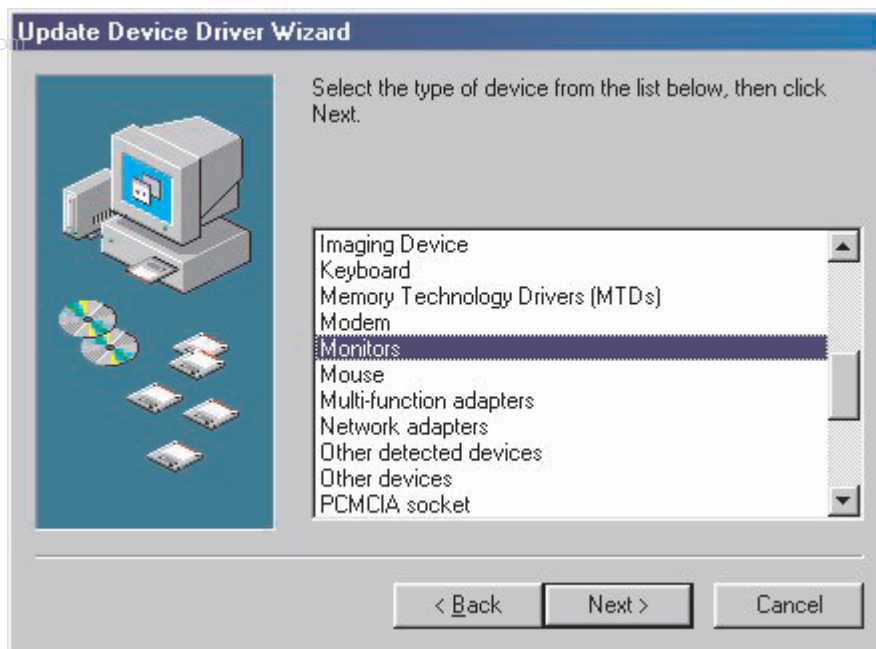 Update Device Driver Wizard
om
Select the type of device from the list below, then click
Next.
Imaging Device
Keyboard
Memory Technology Drivers (MTDs)
Modem
Monitors
Mouse
Multi-function adapters
Network adapters
Other detected devices
Other devices
PCMCIA socket
< Back
Next >
Cancel